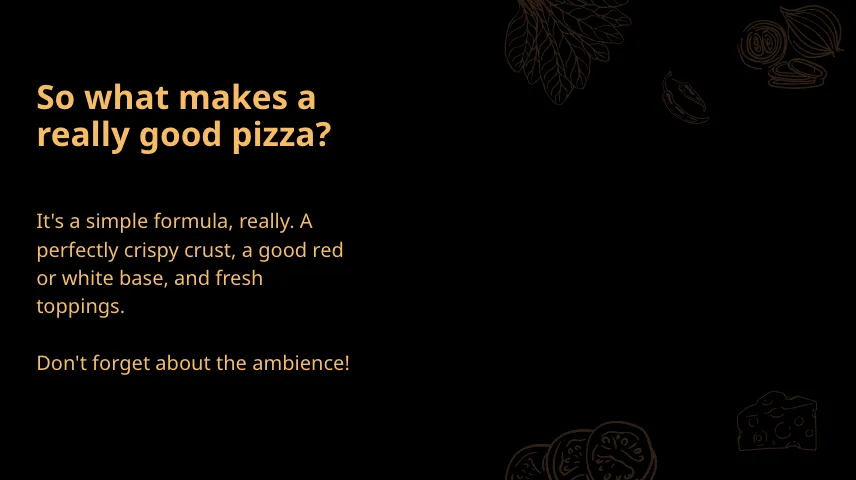 So what makes a
really good pizza?
It's a simple formula, really. A
perfectly crispy crust, a good red
or white base, and fresh
toppings.
Don't forget about the ambience!